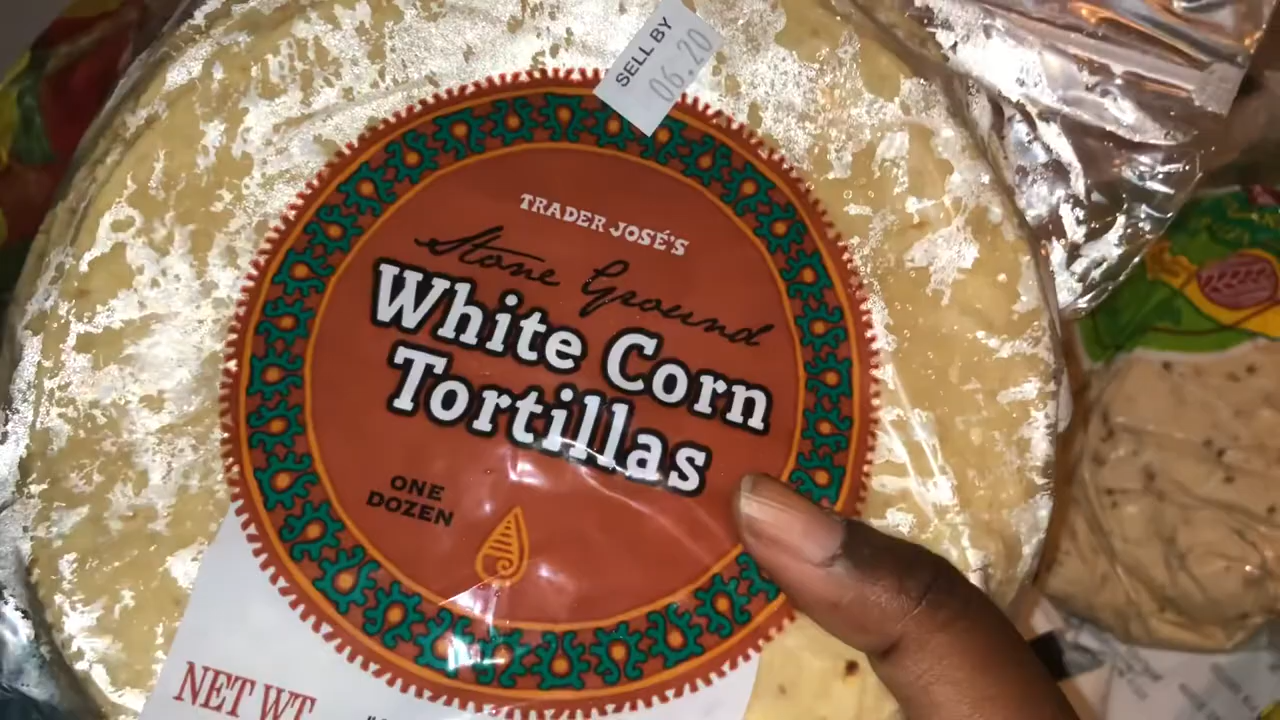 SELL BY
06.20
TRADER JOSÉ'S
Stone Ground
White Corn
Tortillas
ONE
DOZEN
NET WT